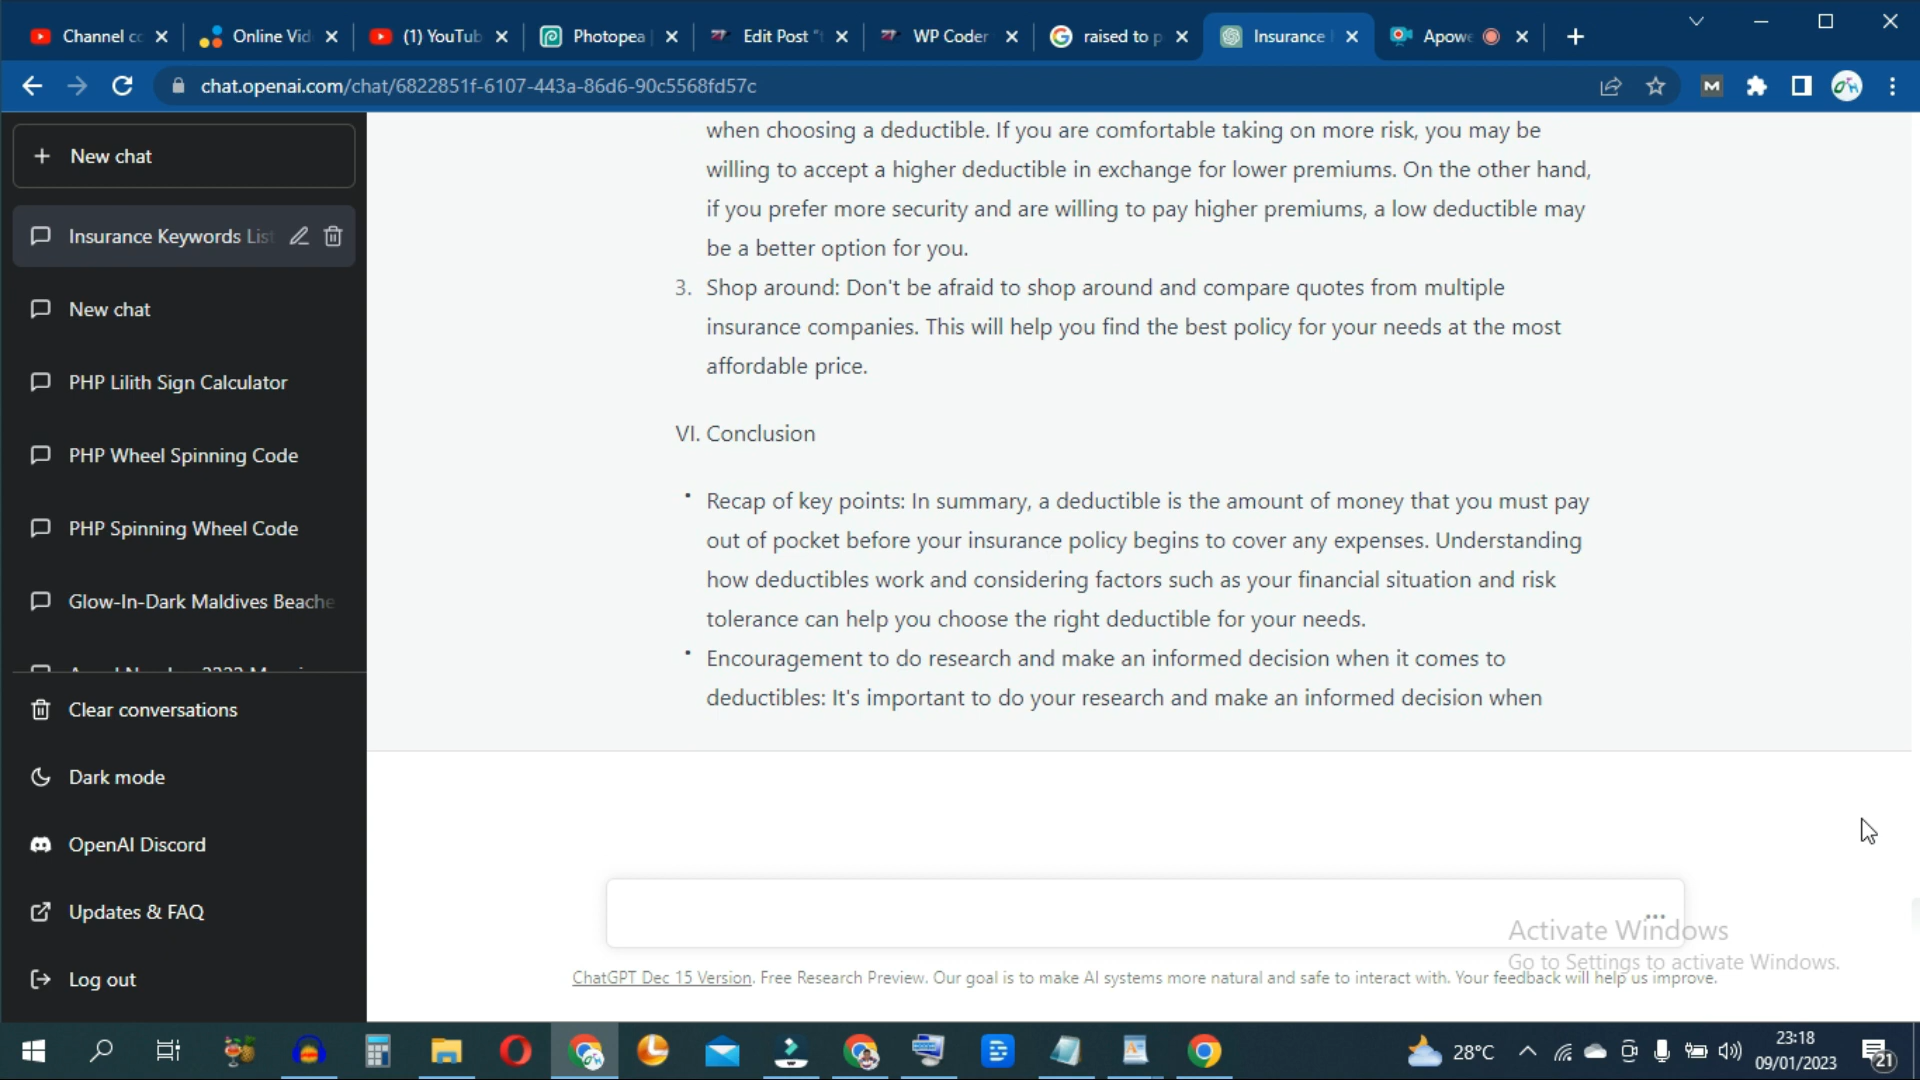 Channel cc
Online Vid
(1) YouTub
Photopea
Edit Post "
WP Coder
raised to p
Insurance
Apowe
chat.openai.com/chat/6822851f-6107-443a-86d6-90c5568fd57c
New chat
Insurance Keywords List
New chat
PHP Lilith Sign Calculator
PHP Wheel Spinning Code
PHP Spinning Wheel Code
Glow-In-Dark Maldives Beache
Clear conversations
Dark mode
OpenAI Discord
Updates & FAQ
Log out
when choosing a deductible. If you are comfortable taking on more risk, you may be
willing to accept a higher deductible in exchange for lower premiums. On the other hand,
if you prefer more security and are willing to pay higher premiums, a low deductible may
be a better option for you.
3. Shop around: Don't be afraid to shop around and compare quotes from multiple
insurance companies. This will help you find the best policy for your needs at the most
affordable price.
VI. Conclusion
• Recap of key points: In summary, a deductible is the amount of money that you must pay
out of pocket before your insurance policy begins to cover any expenses. Understanding
how deductibles work and considering factors such as your financial situation and risk
tolerance can help you choose the right deductible for your needs.
• Encouragement to do research and make an informed decision when it comes to
deductibles: It's important to do your research and make an informed decision when
Activate Windows
Go to Settings to activate Windows.
ChatGPT Dec 15 Version. Free Research Preview. Our goal is to make AI systems more natural and safe to interact with. Your feedback will help us improve.
28°C
23:18
09/01/2023
21